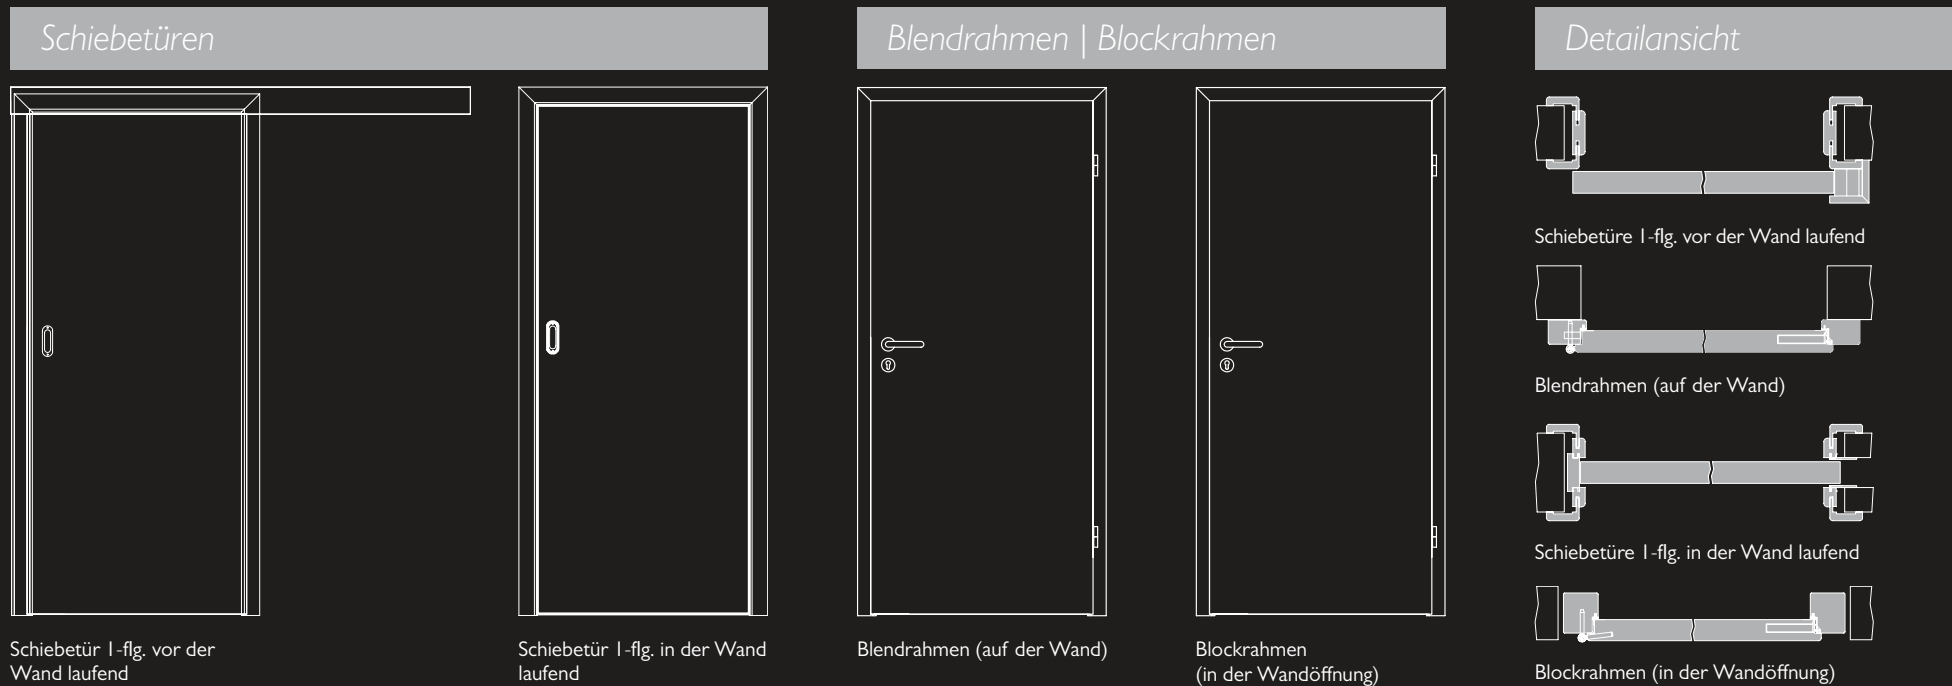 Schiebetüren
Schiebetür 1-flg. vor der
Wand laufend
Schiebetür 1-flg. in der Wand
laufend
Blendrahmen | Blockrahmen
Blendrahmen (auf der Wand)
Blockrahmen
(in der Wandöffnung)
Detailansicht
Schiebetüre 1-flg. vor der Wand laufend
Blendrahmen (auf der Wand)
Schiebetüre 1-flg. in der Wand laufend
Blockrahmen (in der Wandöffnung)